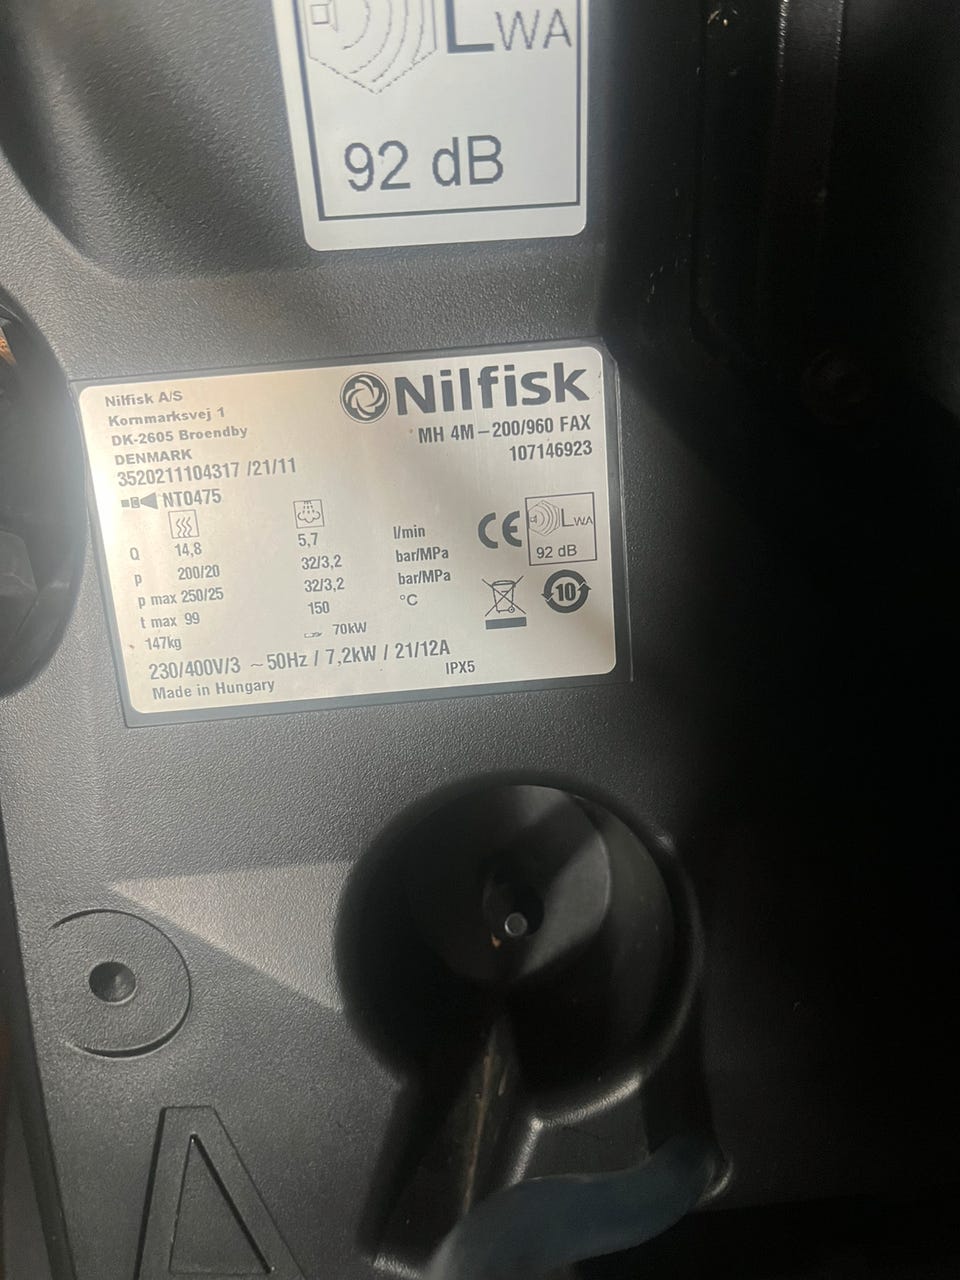 LWA
92 dB
Nilfisk A/S
Kornmarksvej 1
DK-2605 Broendby
DENMARK
3520211104317 /21/11
NT0475
Nilfisk
MH 4M-200/960 FAX
107146923
Q 14,8 5,7 l/min
p 200/20 32/3,2 bar/MPa
p max 250/25 32/3,2 bar/MPa
t max 99 150 °C
147kg 70kW
230/400V/3 ~50Hz / 7,2kW / 21/12A
Made in Hungary
IPX5
CE
LWA
92 dB
10
A